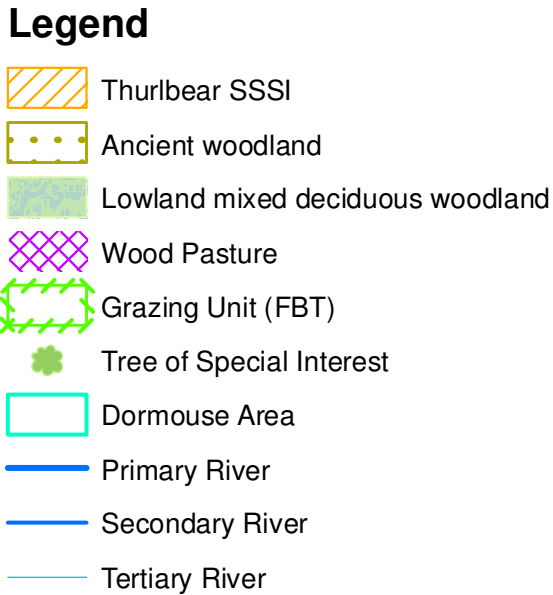 Legend
Thurlbear SSSI
Ancient woodland
Lowland mixed deciduous woodland
Wood Pasture
Grazing Unit (FBT)
Tree of Special Interest
Dormouse Area
Primary River
Secondary River
Tertiary River